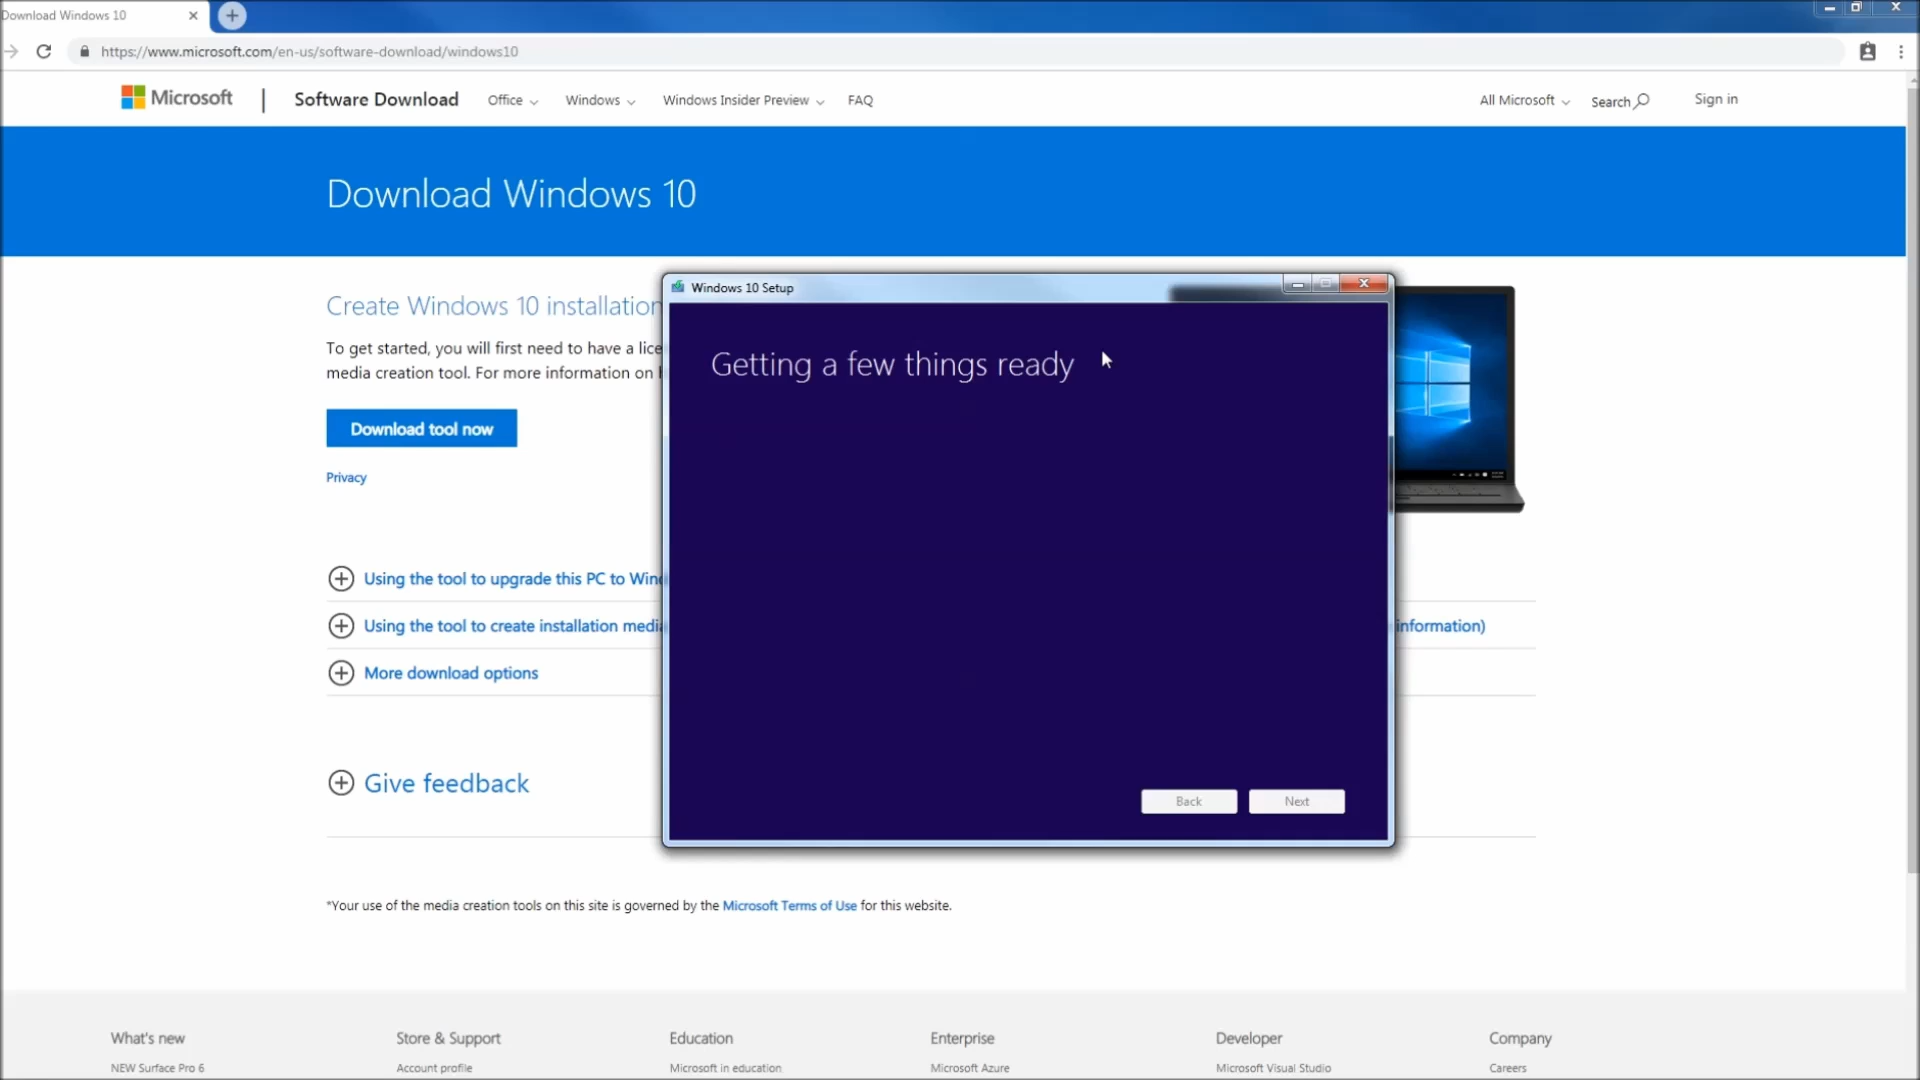 Download Windows 10
https://www.microsoft.com/en-us/software-download/windows10
Microsoft
Software Download
Office
Windows
Windows Insider Preview
FAQ
All Microsoft
Search
Sign in
Download Windows 10
Create Windows 10 installation
To get started, you will first need to have a lice
media creation tool. For more information on h
Download tool now
Privacy
Using the tool to upgrade this PC to Wind
Using the tool to create installation media
information)
More download options
Give feedback
Windows 10 Setup
Getting a few things ready
Back
Next
*Your use of the media creation tools on this site is governed by the Microsoft Terms of Use for this website.
What's new
Store & Support
Education
Enterprise
Developer
Company
NEW Surface Pro 6
Account profile
Microsoft in education
Microsoft Azure
Microsoft Visual Studio
Careers